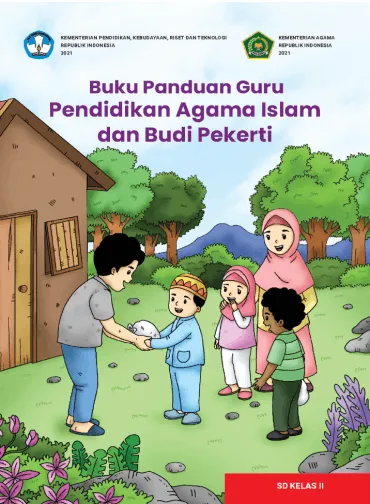 KEMENTERIAN PENDIDIKAN, KEBUDAYAAN, RISET DAN TEKNOLOGI
REPUBLIK INDONESIA
2021
KEMENTERIAN AGAMA
REPUBLIK INDONESIA
2021
Buku Panduan Guru
Pendidikan Agama Islam
dan Budi Pekerti
SD KELAS II